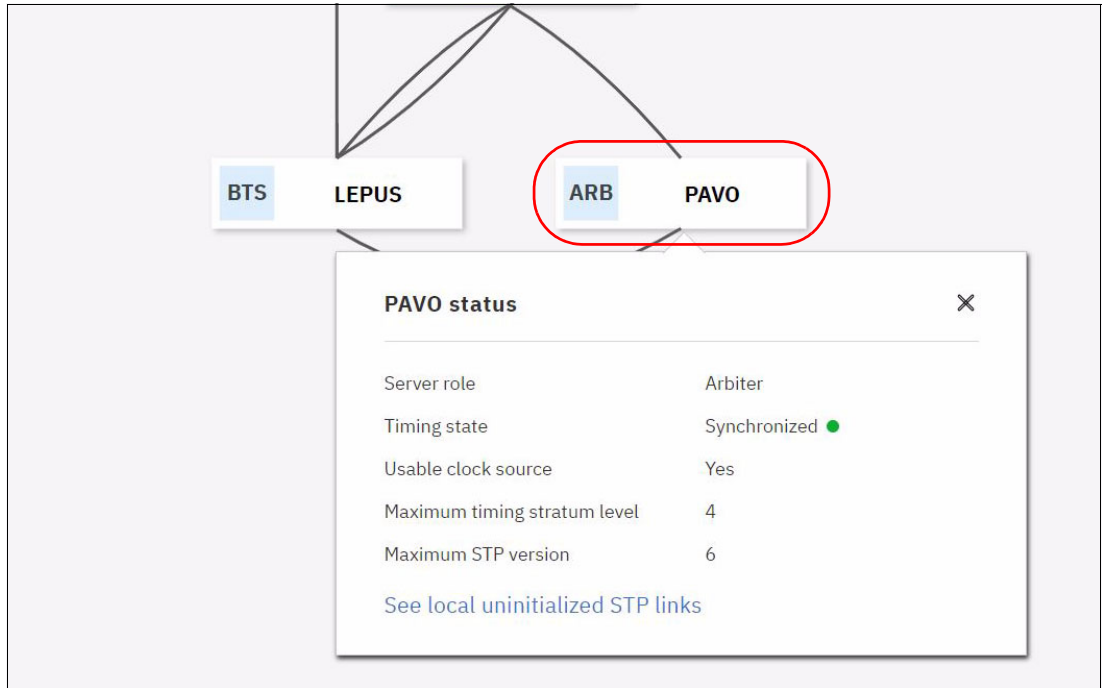 BTS LEPUS
ARB PAVO
PAVO status
Server role Arbiter
Timing state Synchronized
Usable clock source Yes
Maximum timing stratum level 4
Maximum STP version 6
See local uninitialized STP links